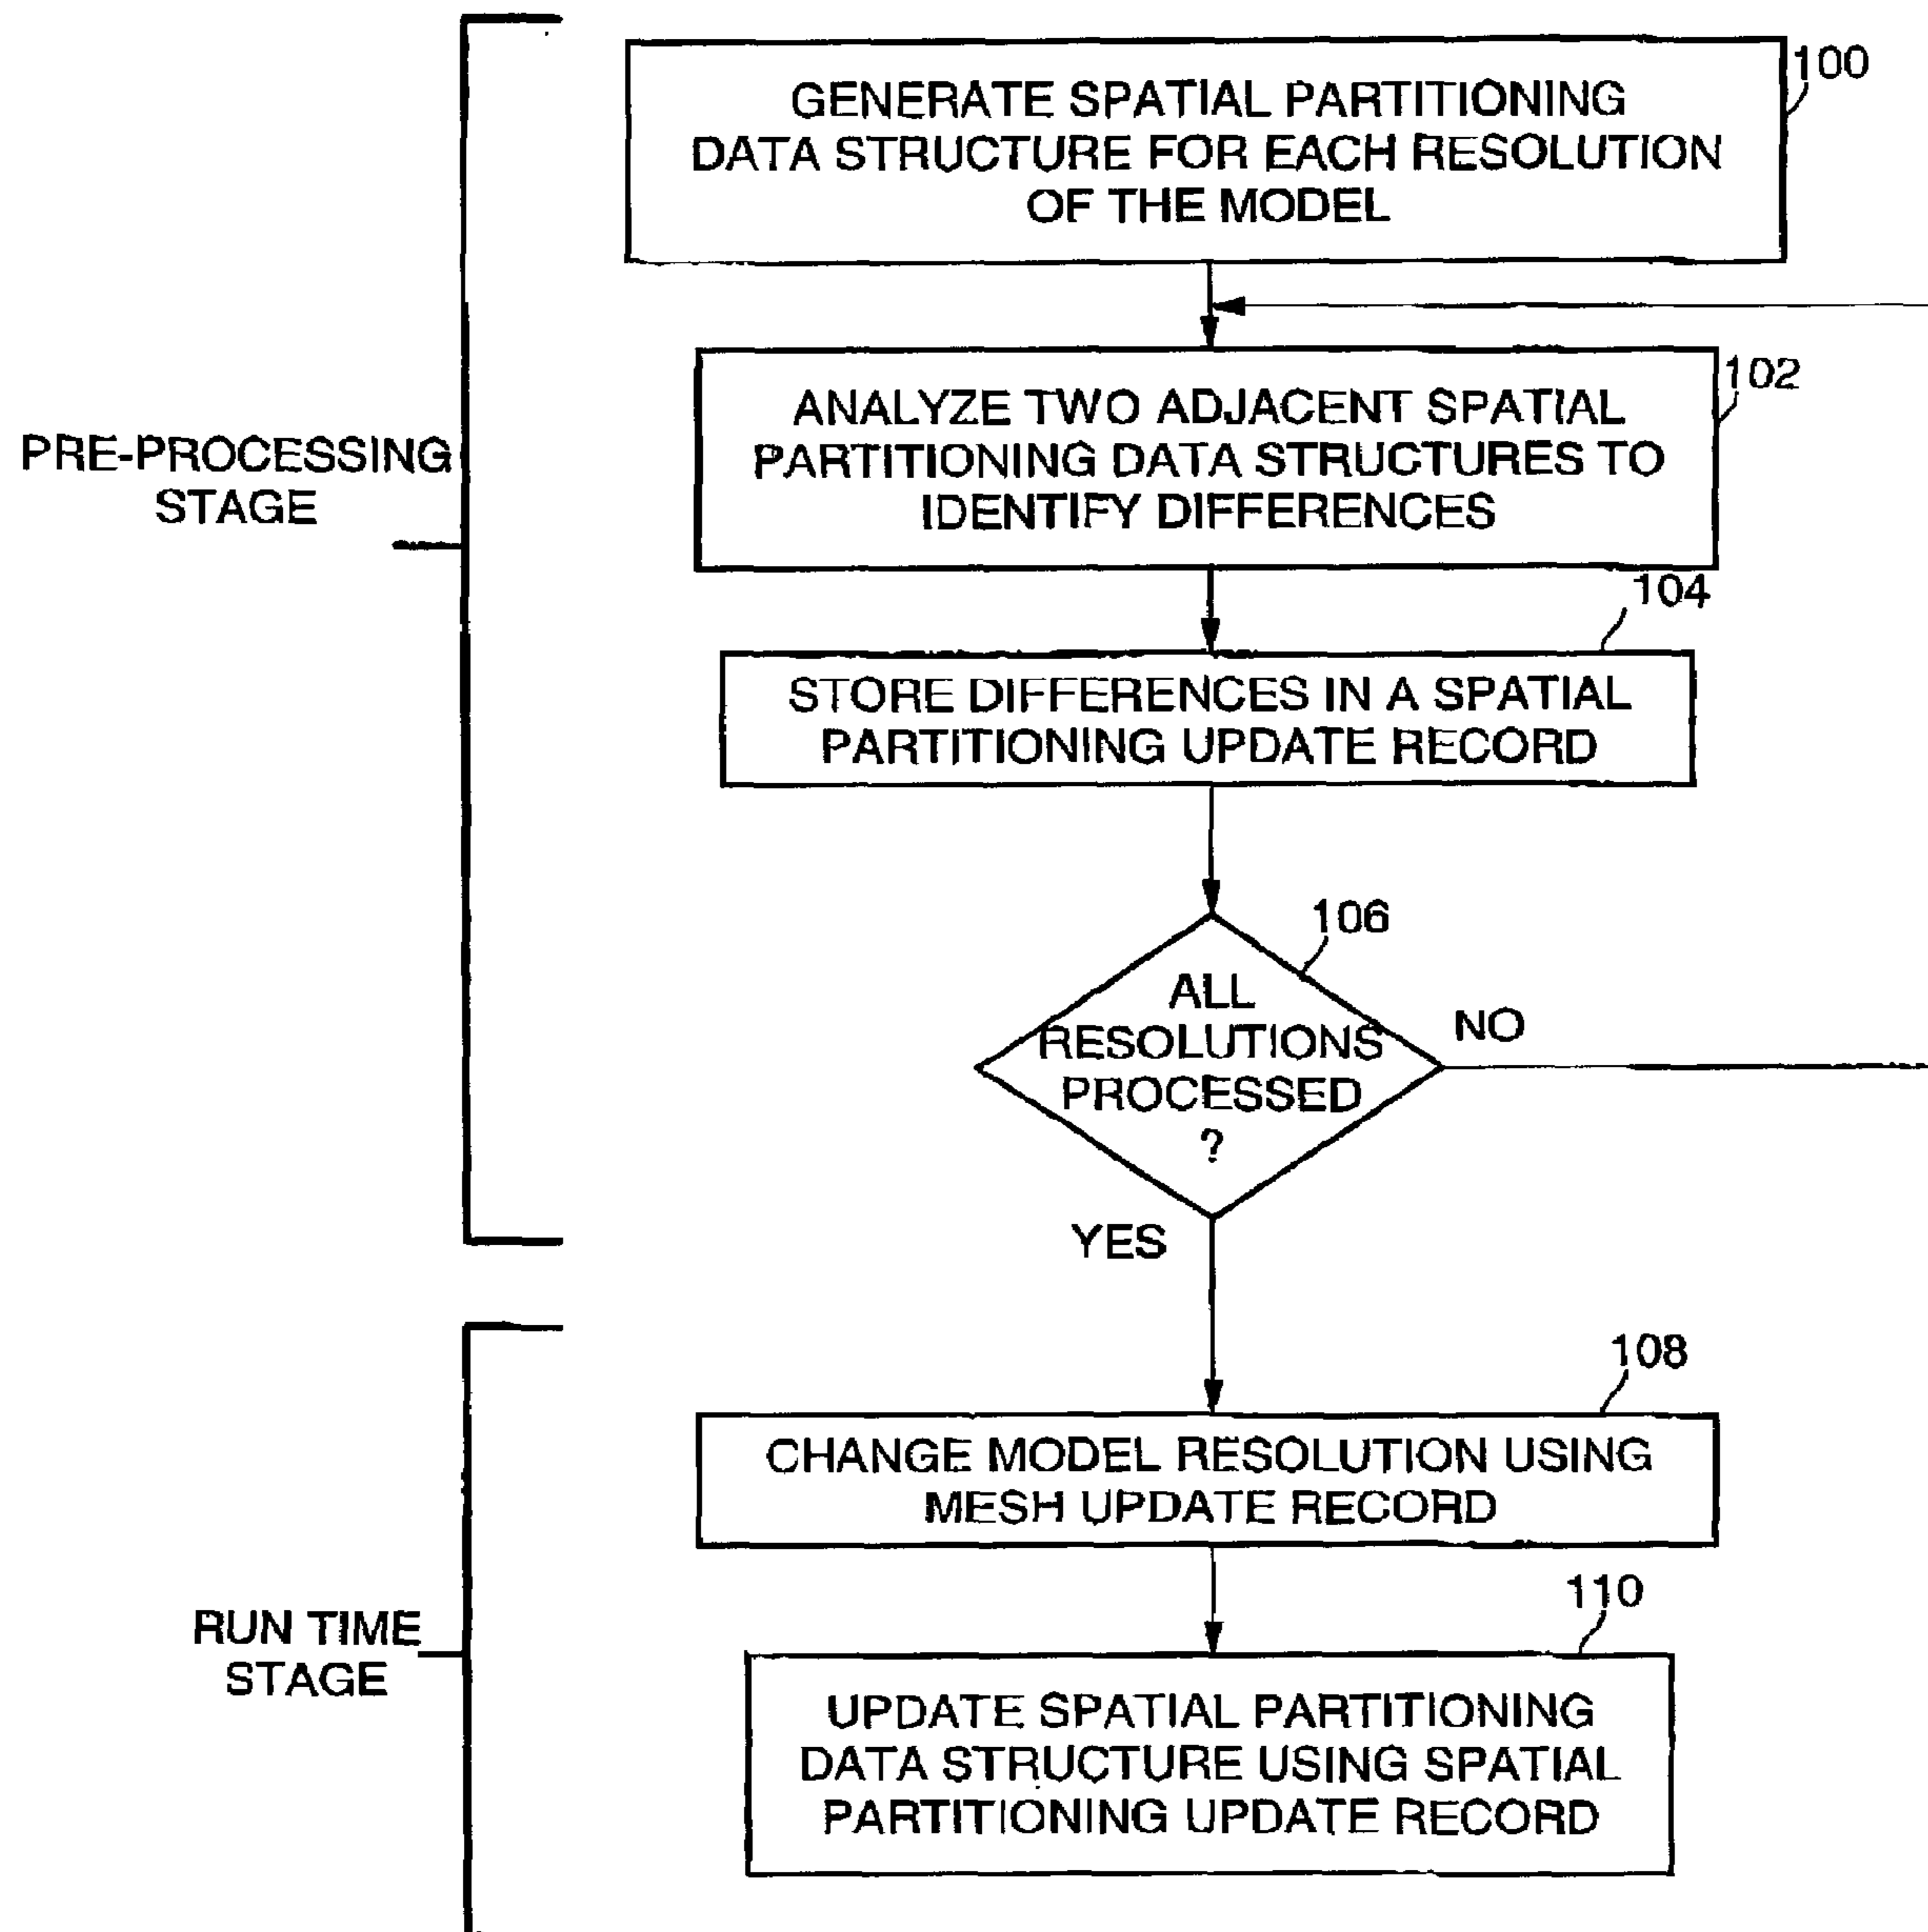 100
GENERATE SPATIAL PARTITIONING
DATA STRUCTURE FOR EACH RESOLUTION
OF THE MODEL
102
ANALYZE TWO ADJACENT SPATIAL
PARTITIONING DATA STRUCTURES TO
IDENTIFY DIFFERENCES
PRE-PROCESSING
STAGE
104
STORE DIFFERENCES IN A SPATIAL
PARTITIONING UPDATE RECORD
106
ALL
RESOLUTIONS
PROCESSED
?
NO
YES
108
CHANGE MODEL RESOLUTION USING
MESH UPDATE RECORD
RUN TIME
STAGE
110
UPDATE SPATIAL PARTITIONING
DATA STRUCTURE USING SPATIAL
PARTITIONING UPDATE RECORD